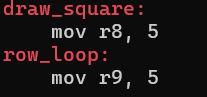 draw_square:
    mov r8, 5
row_loop:
    mov r9, 5